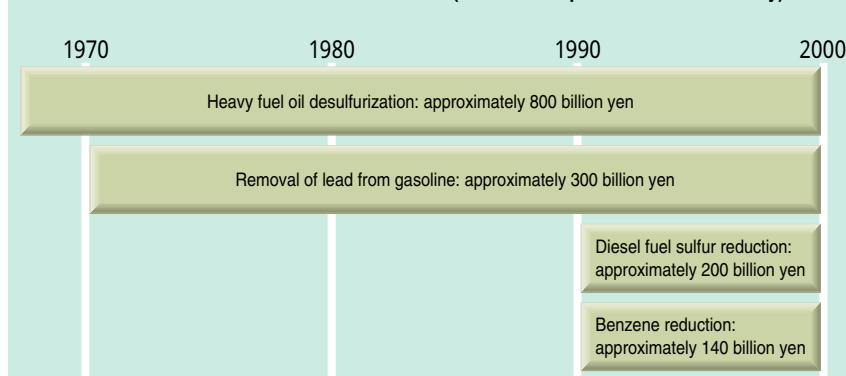 1970 1980 1990 2000
Heavy fuel oil desulfurization: approximately 800 billion yen
Removal of lead from gasoline: approximately 300 billion yen
Diesel fuel sulfur reduction:
approximately 200 billion yen
Benzene reduction:
approximately 140 billion yen